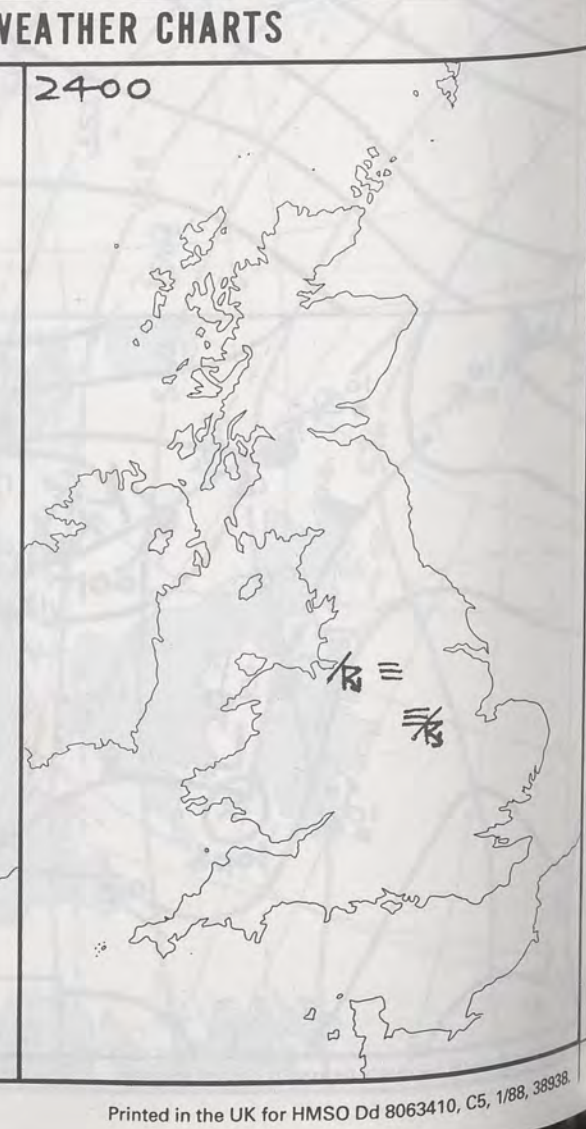 WEATHER CHARTS
2400
Printed in the UK for HMSO Dd 8063410, C5, 1/88, 38938.